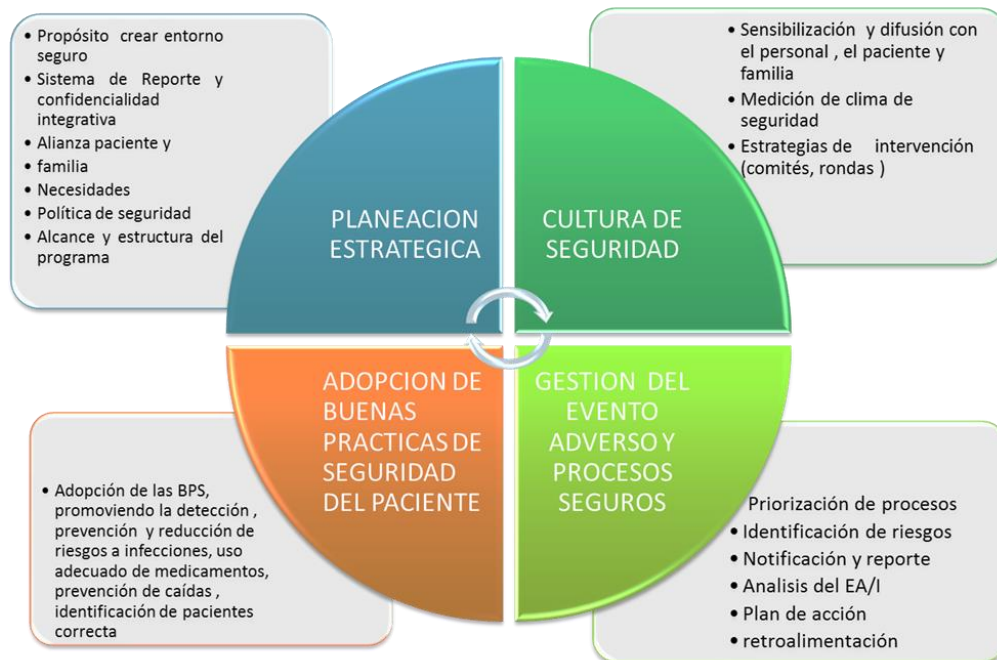 • Propósito crear entorno
seguro
• Sistema de Reporte y
confidencialidad
integrativa
• Alianza paciente y
• familia
• Necesidades
• Política de seguridad
• Alcance y estructura del
programa
PLANEACION
ESTRATEGICA
• Sensibilización y difusión con
el personal , el paciente y
familia
• Medición de clima de
seguridad
• Estrategias de intervención
(comités, rondas )
CULTURA DE
SEGURIDAD
ADOPCION DE
BUENAS
PRACTICAS DE
SEGURIDAD
DEL PACIENTE
• Adopción de las BPS,
promoviendo la detección ,
prevención y reducción de
riesgos a infecciones, uso
adecuado de medicamentos,
prevención de caídas ,
identificación de pacientes
correcta
GESTION DEL
EVENTO
ADVERSO Y
PROCESOS
SEGUROS
Priorización de procesos
• Identificación de riesgos
• Notificación y reporte
• Analisis del EA/I
• Plan de acción
• retroalimentación